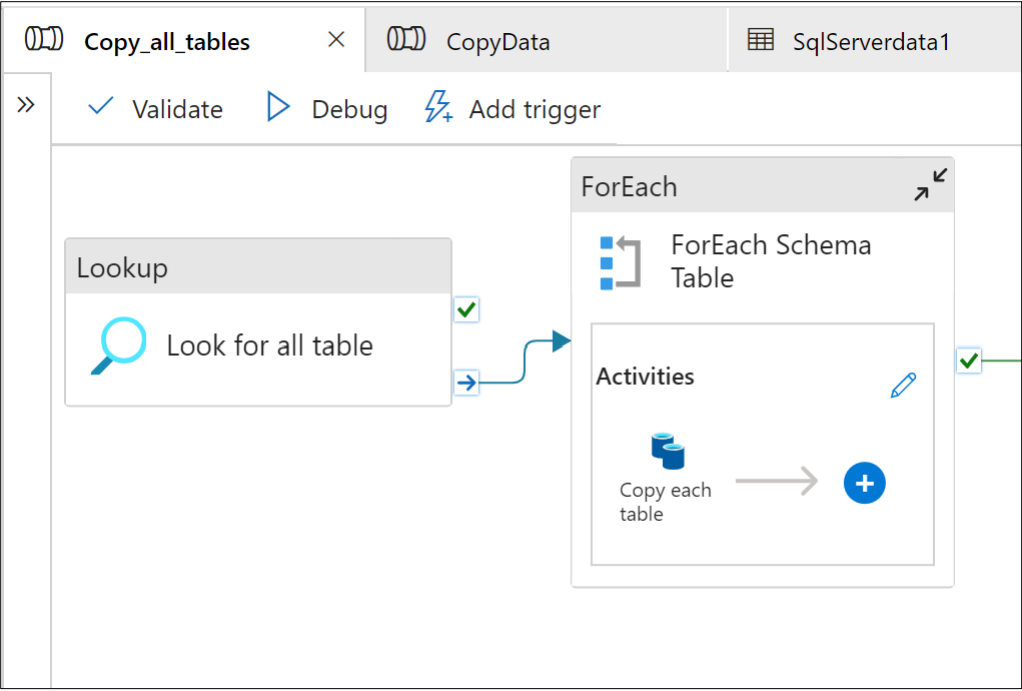 Copy_all_tables
CopyData
SqlServerdata1
Validate
Debug
Add trigger
ForEach
ForEach Schema
Table
Lookup
Look for all table
Activities
Copy each
table